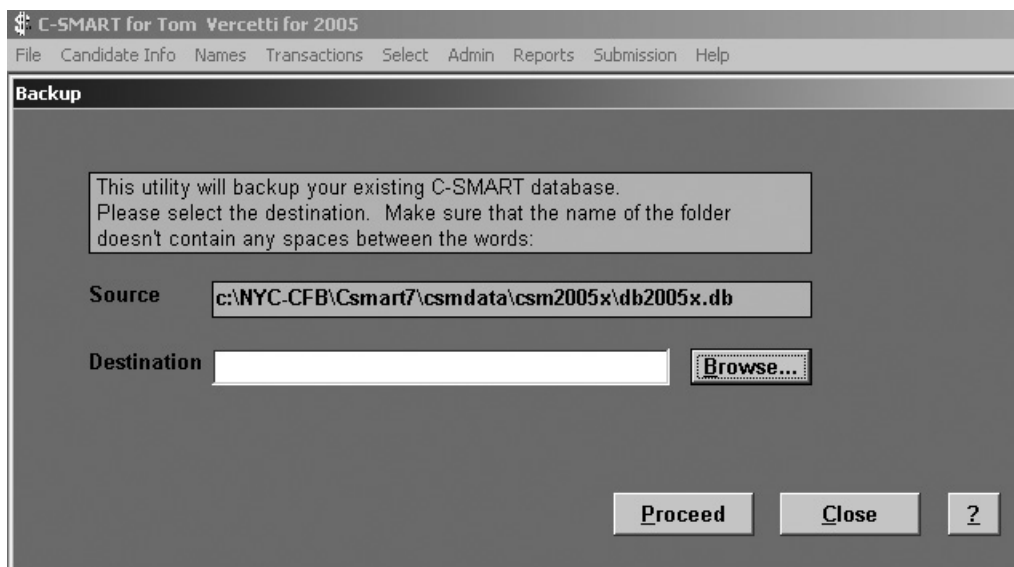 C-SMART for Tom Vercetti for 2005
File Candidate Info Names Transactions Select Admin Reports Submission Help
Backup
This utility will backup your existing C-SMART database.
Please select the destination. Make sure that the name of the folder
doesn't contain any spaces between the words:
Source c:\NYC-CFB\Csmart7\csmdata\csm2005x\db2005x.db
Destination Browse...
Proceed Close ?